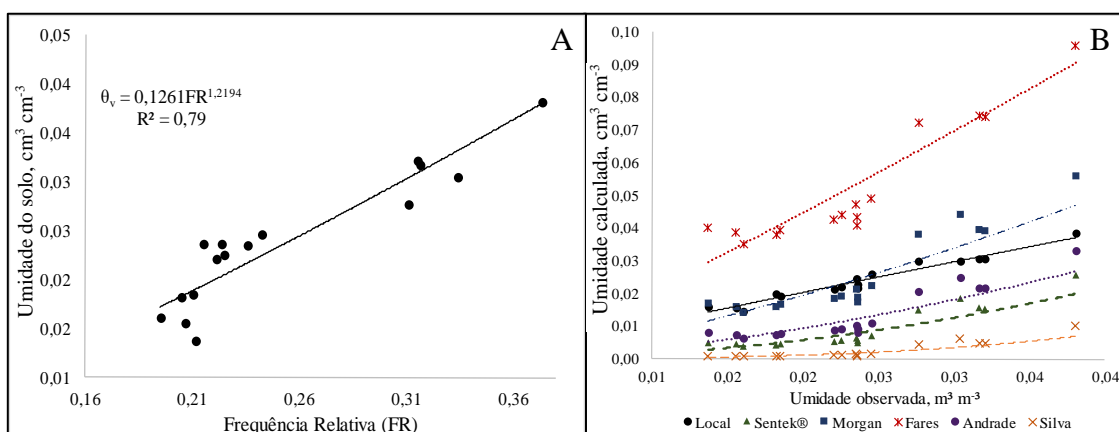 A
θv = 0,1261FR^1,2194
R² = 0,79
Umidade do solo, cm³ cm⁻³
0,05
0,04
0,04
0,03
0,03
0,02
0,02
0,01
0,16 0,21 0,26 0,31 0,36
Frequência Relativa (FR)
B
Umidade calculada, cm³ cm⁻³
0,10
0,09
0,08
0,07
0,06
0,05
0,04
0,03
0,02
0,01
0,00
0,01 0,02 0,02 0,03 0,03 0,04 0,04
Umidade observada, m³ m⁻³
Local Sentek® Morgan Fares Andrade Silva